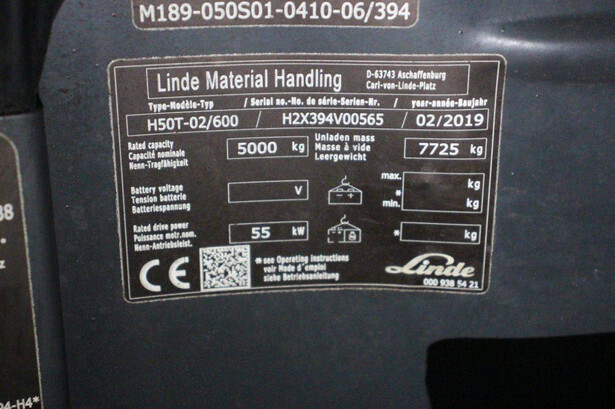 M189-050S01-0410-06/394
Linde Material Handling
D-63743 Aschaffenburg
Carl-von-Linde-Platz
Type-Modèle-Typ / Serial no.-No. de série-Serien-Nr. / year-année-Baujahr
H50T-02/600 / H2X394V00565 / 02/2019
Rated capacity
Capacité nominale
Nenn-Tragfähigkeit
5000 kg
Unladen mass
Masse à vide
Leergewicht
7725 kg
Battery voltage
Tension batterie
Batteriespannung
V
max. kg
*
min. kg
Rated drive power
Puissance motr.nom.
Nenn-Antriebsleist.
55 kW
* kg
CE
*see Operating instructions
voir Mode d'emploi
siehe Betriebsanleitung
Linde
000 938 54 21
38
94-H4*